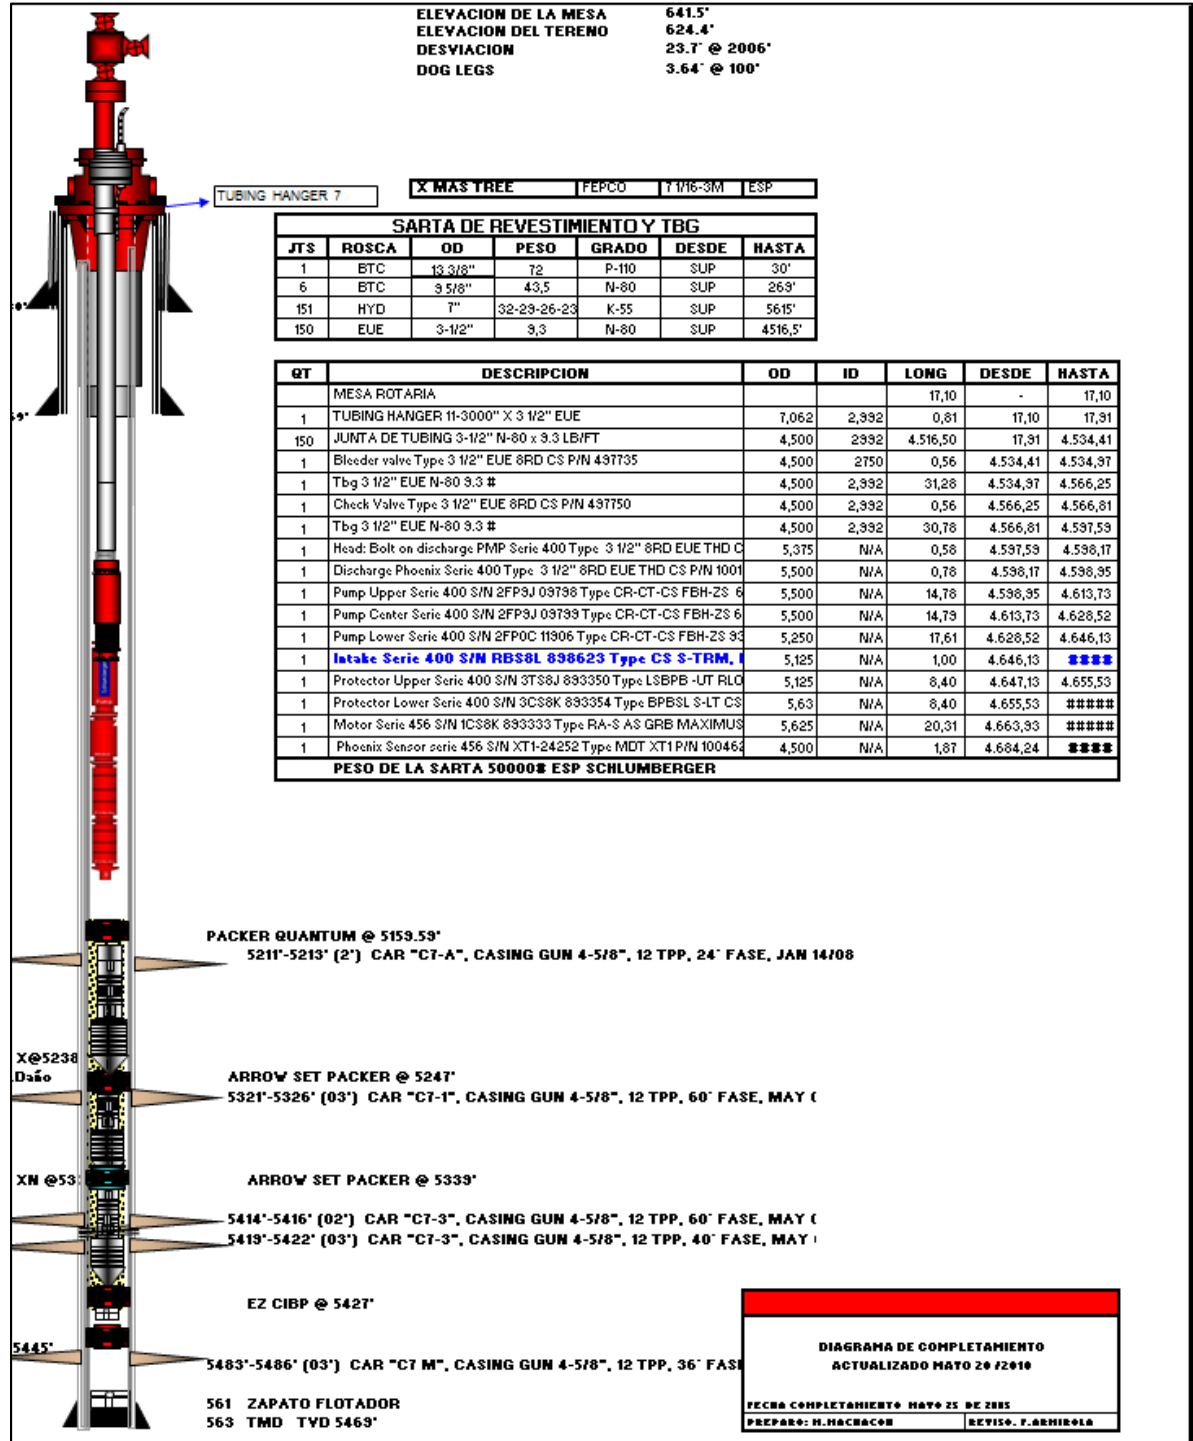 ELEVACION DE LA MESA 641.5'
ELEVACION DEL TERENO 624.4'
DESVIACION 23.7° @ 2006'
DOG LEGS 3.64° @ 100'
TUBING HANGER 7
X MAS TREE FEPCO 7 1/16-3M ESP
SARTA DE REVESTIMIENTO Y TBG
JTS ROSCA OD PESO GRADO DESDE HASTA
1 BTC 13 3/8" 72 P-110 SUP 30'
6 BTC 9 5/8" 43,5 N-80 SUP 269'
151 HYD 7" 32-29-26-23 K-55 SUP 5615'
150 EUE 3-1/2" 9,3 N-80 SUP 4516,5'
QT DESCRIPCION OD ID LONG DESDE HASTA
MESA ROTARIA 17,10 - 17,10
1 TUBING HANGER 11-3000" X 3 1/2" EUE 7,062 2,992 0,81 17,10 17,91
150 JUNTA DE TUBING 3-1/2" N-80 x 9.3 LB/FT 4,500 2992 4.516,50 17,91 4.534,41
1 Bleeder valve Type 3 1/2" EUE 8RD CS P/N 497735 4,500 2750 0,56 4.534,41 4.534,97
1 Tbg 3 1/2" EUE N-80 9.3 # 4,500 2,992 31,28 4.534,97 4.566,25
1 Check Valve Type 3 1/2" EUE 8RD CS P/N 497750 4,500 2,992 0,56 4.566,25 4.566,81
1 Tbg 3 1/2" EUE N-80 9.3 # 4,500 2,992 30,78 4.566,81 4.597,59
1 Head: Bolt on discharge PMP Serie 400 Type 3 1/2" 8RD EUE THD C 5,375 N/A 0,58 4.597,59 4.598,17
1 Discharge Phoenix Serie 400 Type 3 1/2" 8RD EUE THD CS P/N 1001 5,500 N/A 0,78 4.598,17 4.598,95
1 Pump Upper Serie 400 S/N 2FP9J 09798 Type CR-CT-CS FBH-ZS 6 5,500 N/A 14,78 4.598,95 4.613,73
1 Pump Center Serie 400 S/N 2FP9J 09799 Type CR-CT-CS FBH-ZS 6 5,500 N/A 14,79 4.613,73 4.628,52
1 Pump Lower Serie 400 S/N 2FP0C 11906 Type CR-CT-CS FBH-ZS 93 5,250 N/A 17,61 4.628,52 4.646,13
1 Intake Serie 400 S/N RBS8L 898623 Type CS S-TRM, 5,125 N/A 1,00 4.646,13 ####
1 Protector Upper Serie 400 S/N 3TS8J 893350 Type LSBPB -UT RLO 5,125 N/A 8,40 4.647,13 4.655,53
1 Protector Lower Serie 400 S/N 3CS8K 893354 Type BPBSL S-LT CS 5,63 N/A 8,40 4.655,53 #####
1 Motor Serie 456 S/N 1CS8K 893333 Type RA-S AS GRB MAXIMUS 5,625 N/A 20,31 4.663,93 #####
1 Phoenix Sensor serie 456 S/N XT1-24252 Type MDT XT1 P/N 100462 4,500 N/A 1,87 4.684,24 ####
PESO DE LA SARTA 50000# ESP SCHLUMBERGER
PACKER QUANTUM @ 5159.59'
5211'-5213' (2') CAR "C7-A", CASING GUN 4-5/8", 12 TPP, 24° FASE, JAN 14/08
X@5238
Daño
ARROW SET PACKER @ 5247'
5321'-5326' (03') CAR "C7-1", CASING GUN 4-5/8", 12 TPP, 60° FASE, MAY
XN @53
ARROW SET PACKER @ 5339'
5414'-5416' (02') CAR "C7-3", CASING GUN 4-5/8", 12 TPP, 60° FASE, MAY
5419'-5422' (03') CAR "C7-3", CASING GUN 4-5/8", 12 TPP, 40° FASE, MAY
EZ CIBP @ 5427'
5445'
5483'-5486' (03') CAR "C7 M", CASING GUN 4-5/8", 12 TPP, 36° FASE
561 ZAPATO FLOTADOR
563 TMD TVD 5469'
DIAGRAMA DE COMPLETAMIENTO
ACTUALIZADO MAYO 20 /2010
FECHA COMPLETAMIENTO MAYO 25 DE 2005
PREPARO: M.MACHACON REVISO. F.ARMIROLA